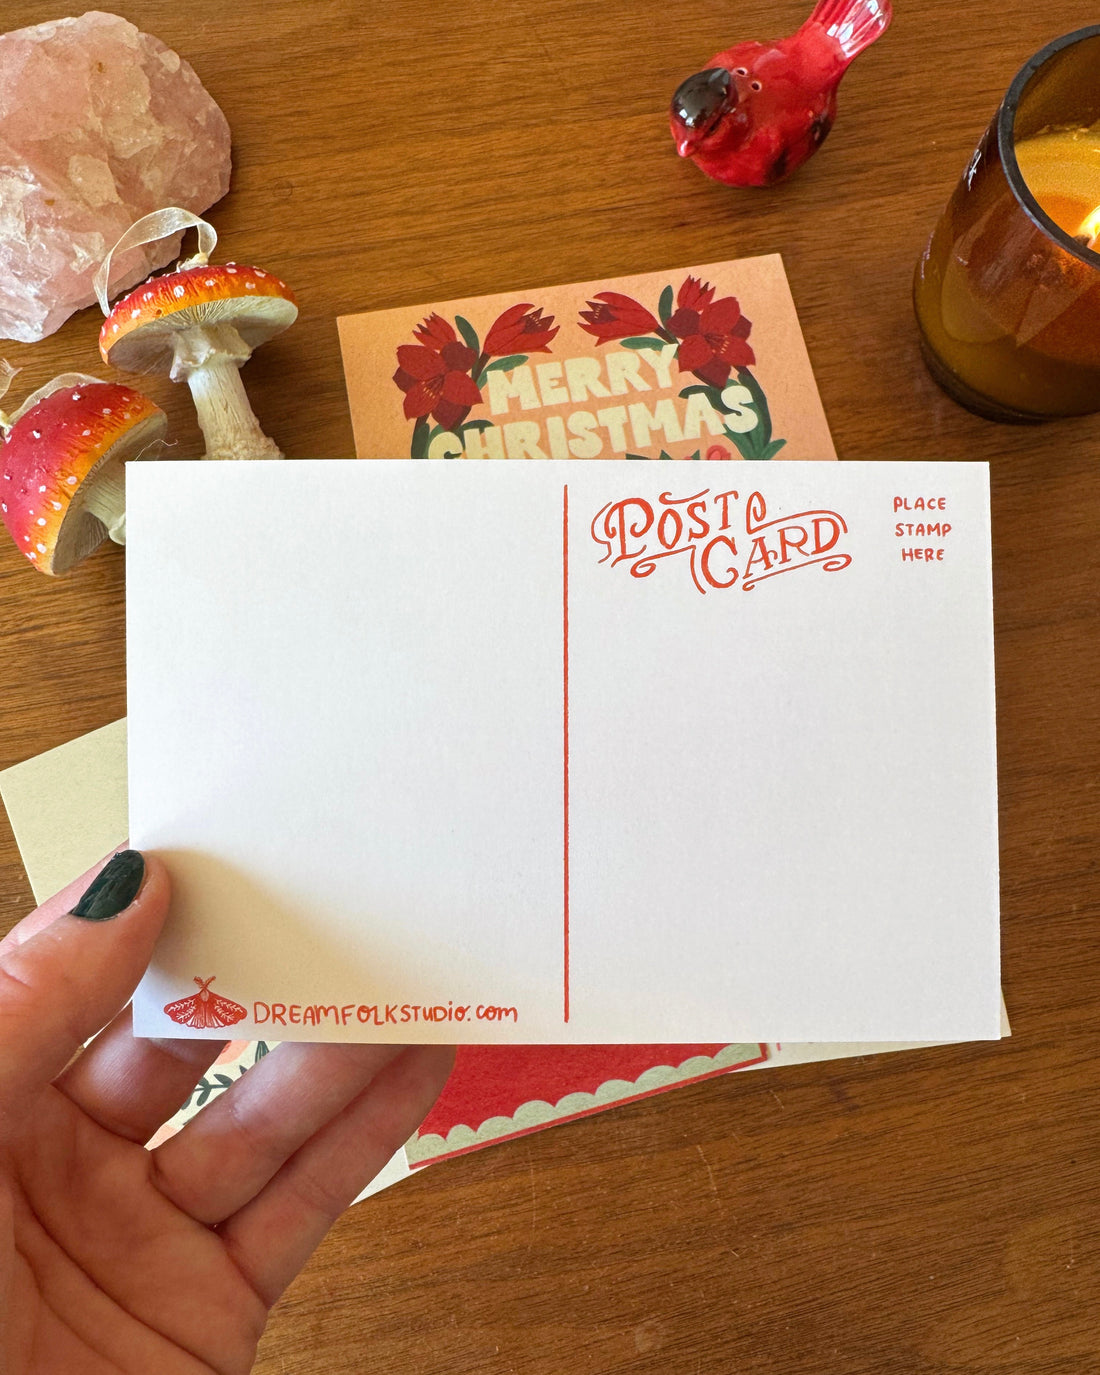 MERRY
CHRISTMAS
POST
CARD
PLACE
STAMP
HERE
DREAMFOLKSTUDIO.com